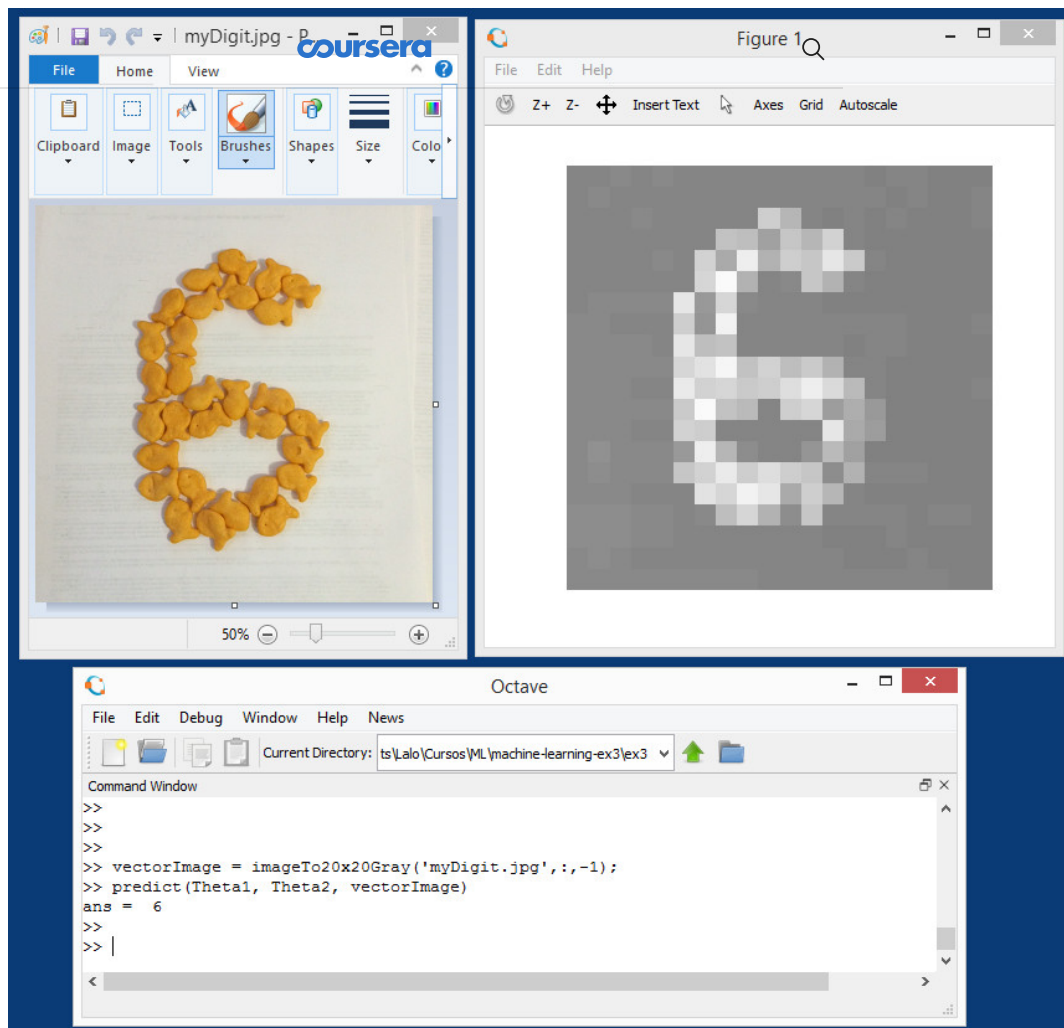 myDigit.jpg - P
coursera
File Home View
Clipboard Image Tools Brushes Shapes Size Colo
50%
Figure 1
File Edit Help
Z+ Z- Insert Text Axes Grid Autoscale
Octave
File Edit Debug Window Help News
Current Directory: ts\Lalo\Cursos\ML\machine-learning-ex3\ex3
Command Window
>>
>>
>>
>> vectorImage = imageTo20x20Gray('myDigit.jpg',:,-1);
>> predict(Theta1, Theta2, vectorImage)
ans = 6
>>
>>